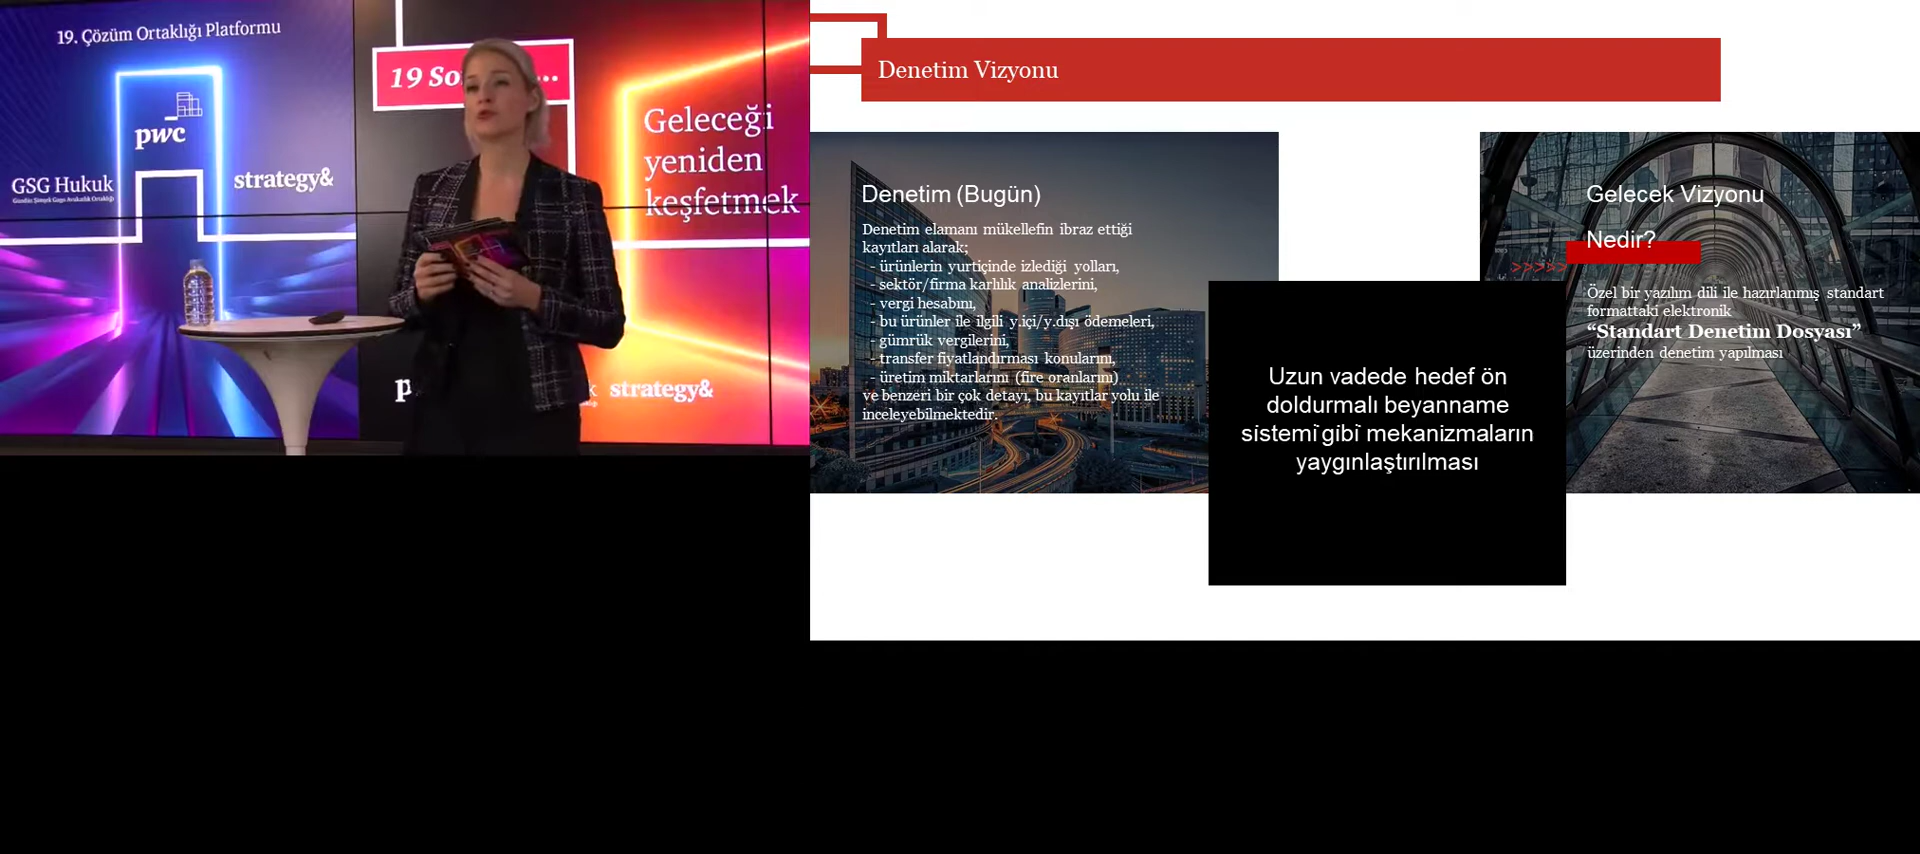 19. Çözüm Ortaklığı Platformu
pwc
GSG Hukuk
strategy&
19 So
...
Geleceği
yeniden
keşfetmek
p
k
strategy&
Denetim Vizyonu
Denetim (Bugün)
Denetim elamanı mükellefin ibraz ettiği
kayıtları alarak;
- ürünlerin yurtiçinde izlediği yolları,
- sektör/firma karlılık analizlerini,
- vergi hesabını,
- bu ürünler ile ilgili y.içi/y.dışı ödemeleri,
- gümrük vergilerini,
- transfer fiyatlandırması konularını,
- üretim miktarlarını (fire oranlarını)
ve benzeri bir çok detayı, bu kayıtlar yolu ile
inceleyebilmektedir.
Uzun vadede hedef ön
doldurmalı beyanname
sistemi gibi mekanizmaların
yaygınlaştırılması
Gelecek Vizyonu
Nedir?
>>>>>
Özel bir yazılım dili ile hazırlanmış standart
formattaki elektronik
“Standart Denetim Dosyası”
üzerinden denetim yapılması